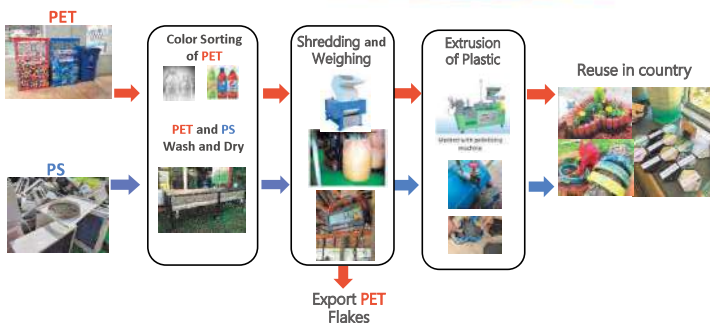 PET
Color Sorting
of PET
PET and PS
Wash and Dry
PS
Shredding and
Weighing
Export PET
Flakes
Extrusion
of Plastic
machine
Reuse in country